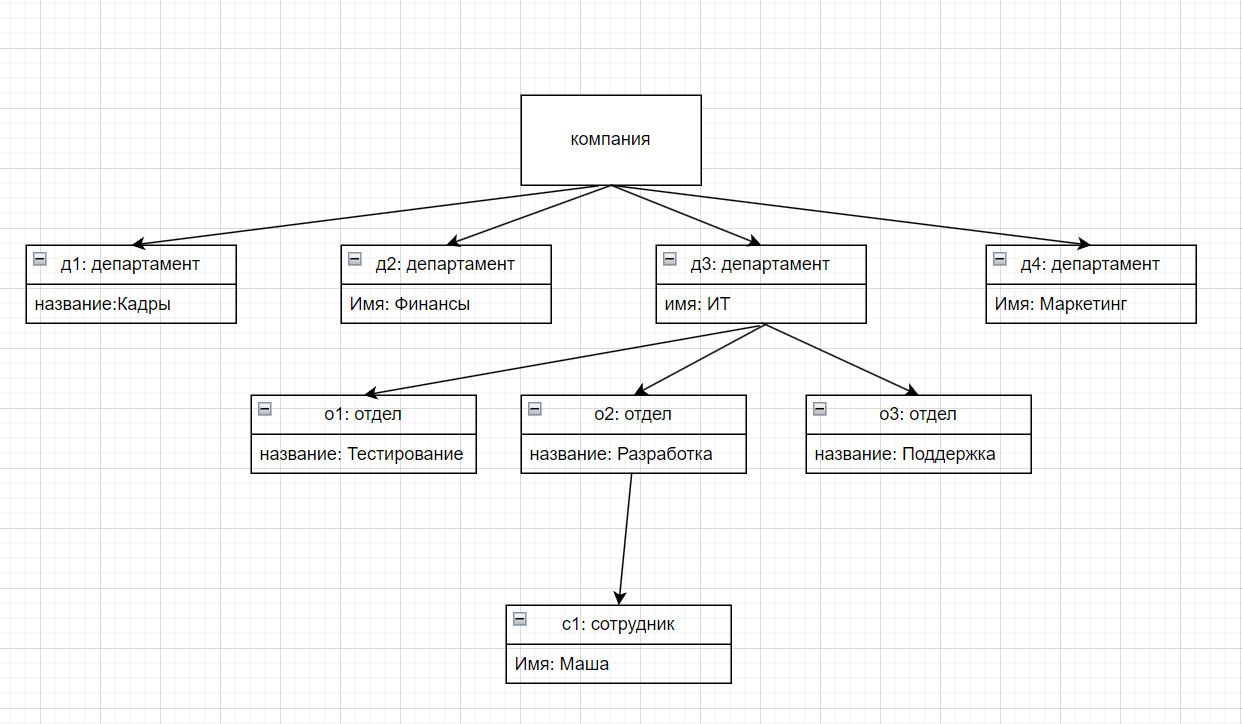 компания
д1: департамент
название:Кадры
д2: департамент
Имя: Финансы
д3: департамент
имя: ИТ
д4: департамент
Имя: Маркетинг
о1: отдел
название: Тестирование
о2: отдел
название: Разработка
о3: отдел
название: Поддержка
с1: сотрудник
Имя: Маша